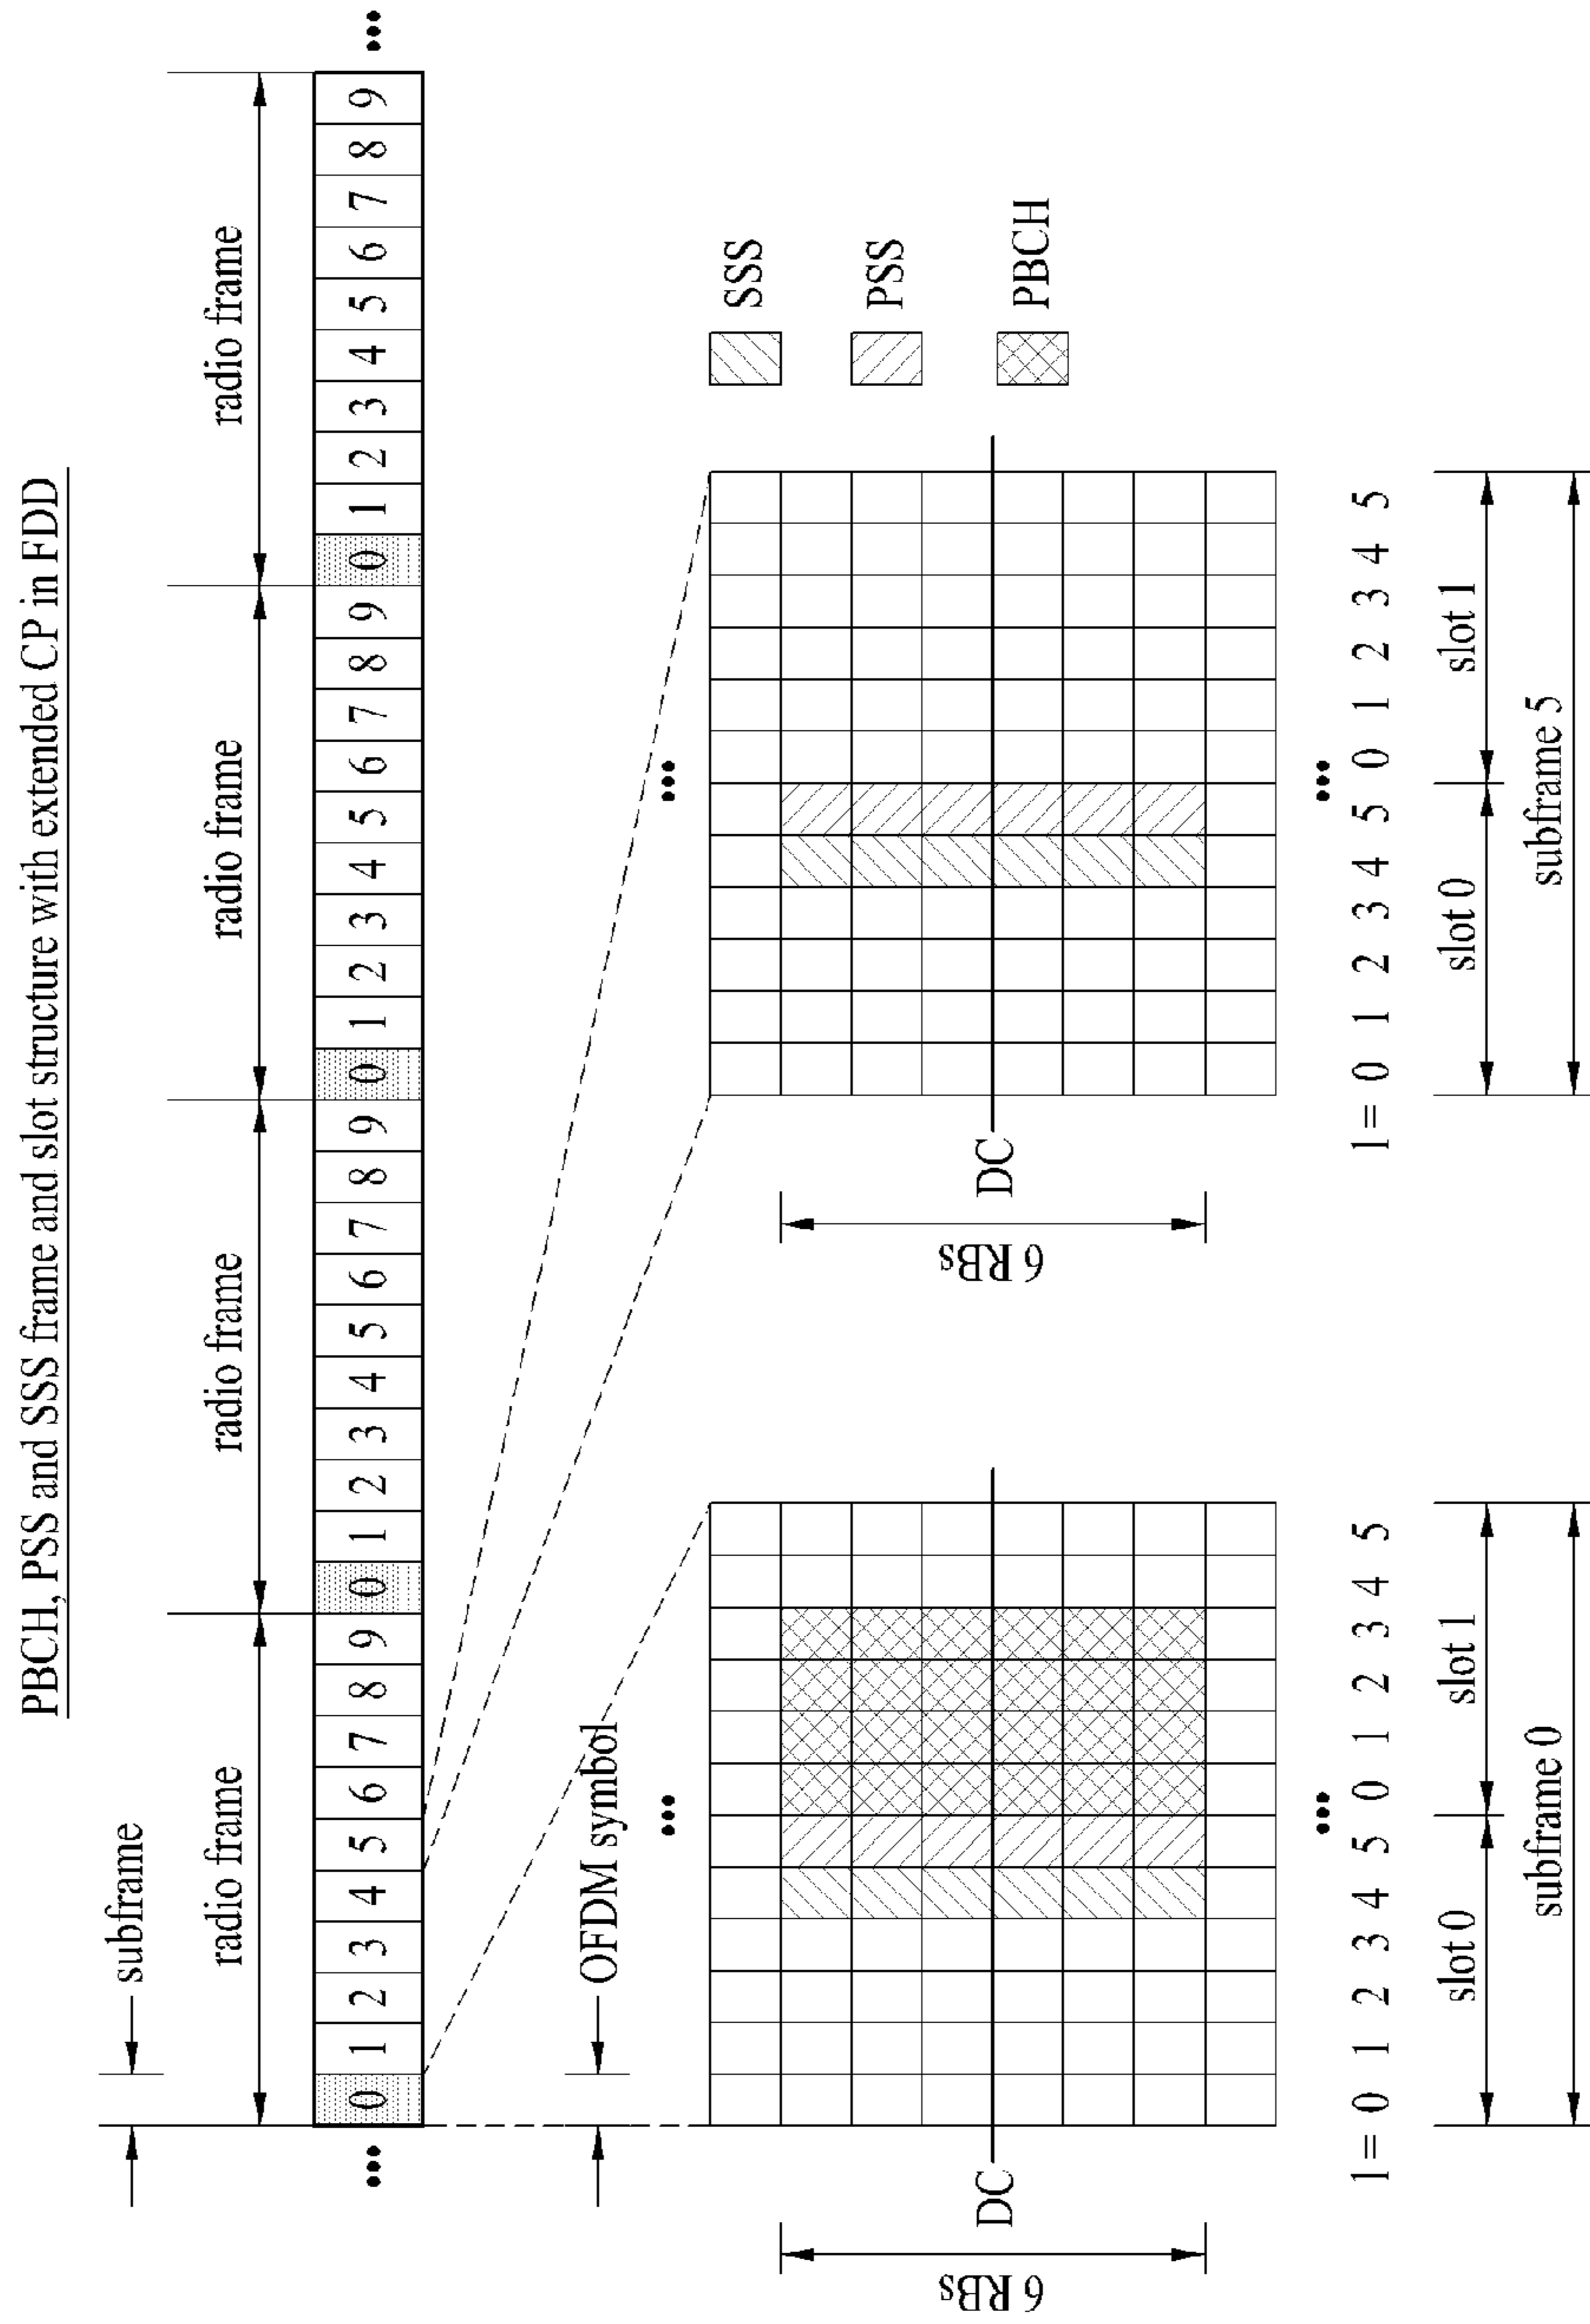 PBCH, PSS and SSS frame and slot structure with extended CP in FDD
subframe
radio frame radio frame radio frame radio frame
••• 0 1 2 3 4 5 6 7 8 9 0 1 2 3 4 5 6 7 8 9 0 1 2 3 4 5 6 7 8 9 0 1 2 3 4 5 6 7 8 9 •••
OFDM symbol
••• •••
SSS
PSS
PBCH
6 RBs DC 6 RBs DC
••• •••
l = 0 1 2 3 4 5 0 1 2 3 4 5 l = 0 1 2 3 4 5 0 1 2 3 4 5
slot 0 slot 1 slot 0 slot 1
subframe 0 subframe 5